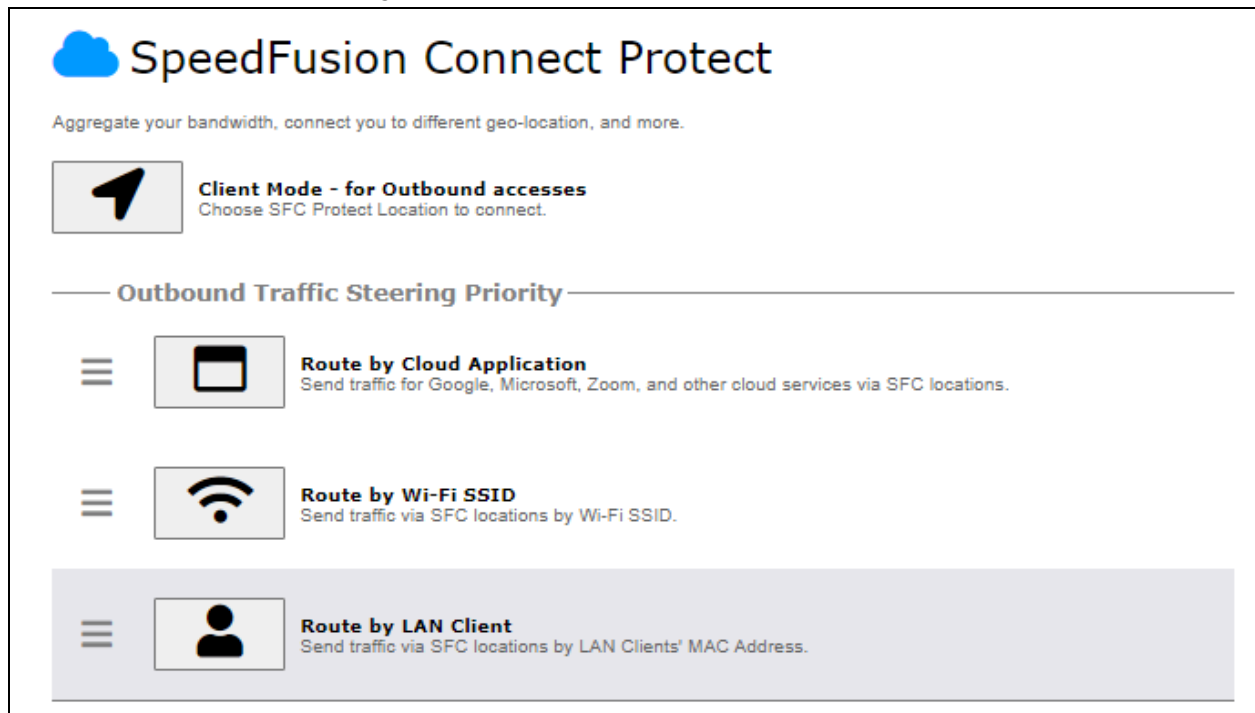 SpeedFusion Connect Protect
Aggregate your bandwidth, connect you to different geo-location, and more.
Client Mode - for Outbound accesses
Choose SFC Protect Location to connect.
Outbound Traffic Steering Priority
Route by Cloud Application
Send traffic for Google, Microsoft, Zoom, and other cloud services via SFC locations.
Route by Wi-Fi SSID
Send traffic via SFC locations by Wi-Fi SSID.
Route by LAN Client
Send traffic via SFC locations by LAN Clients' MAC Address.